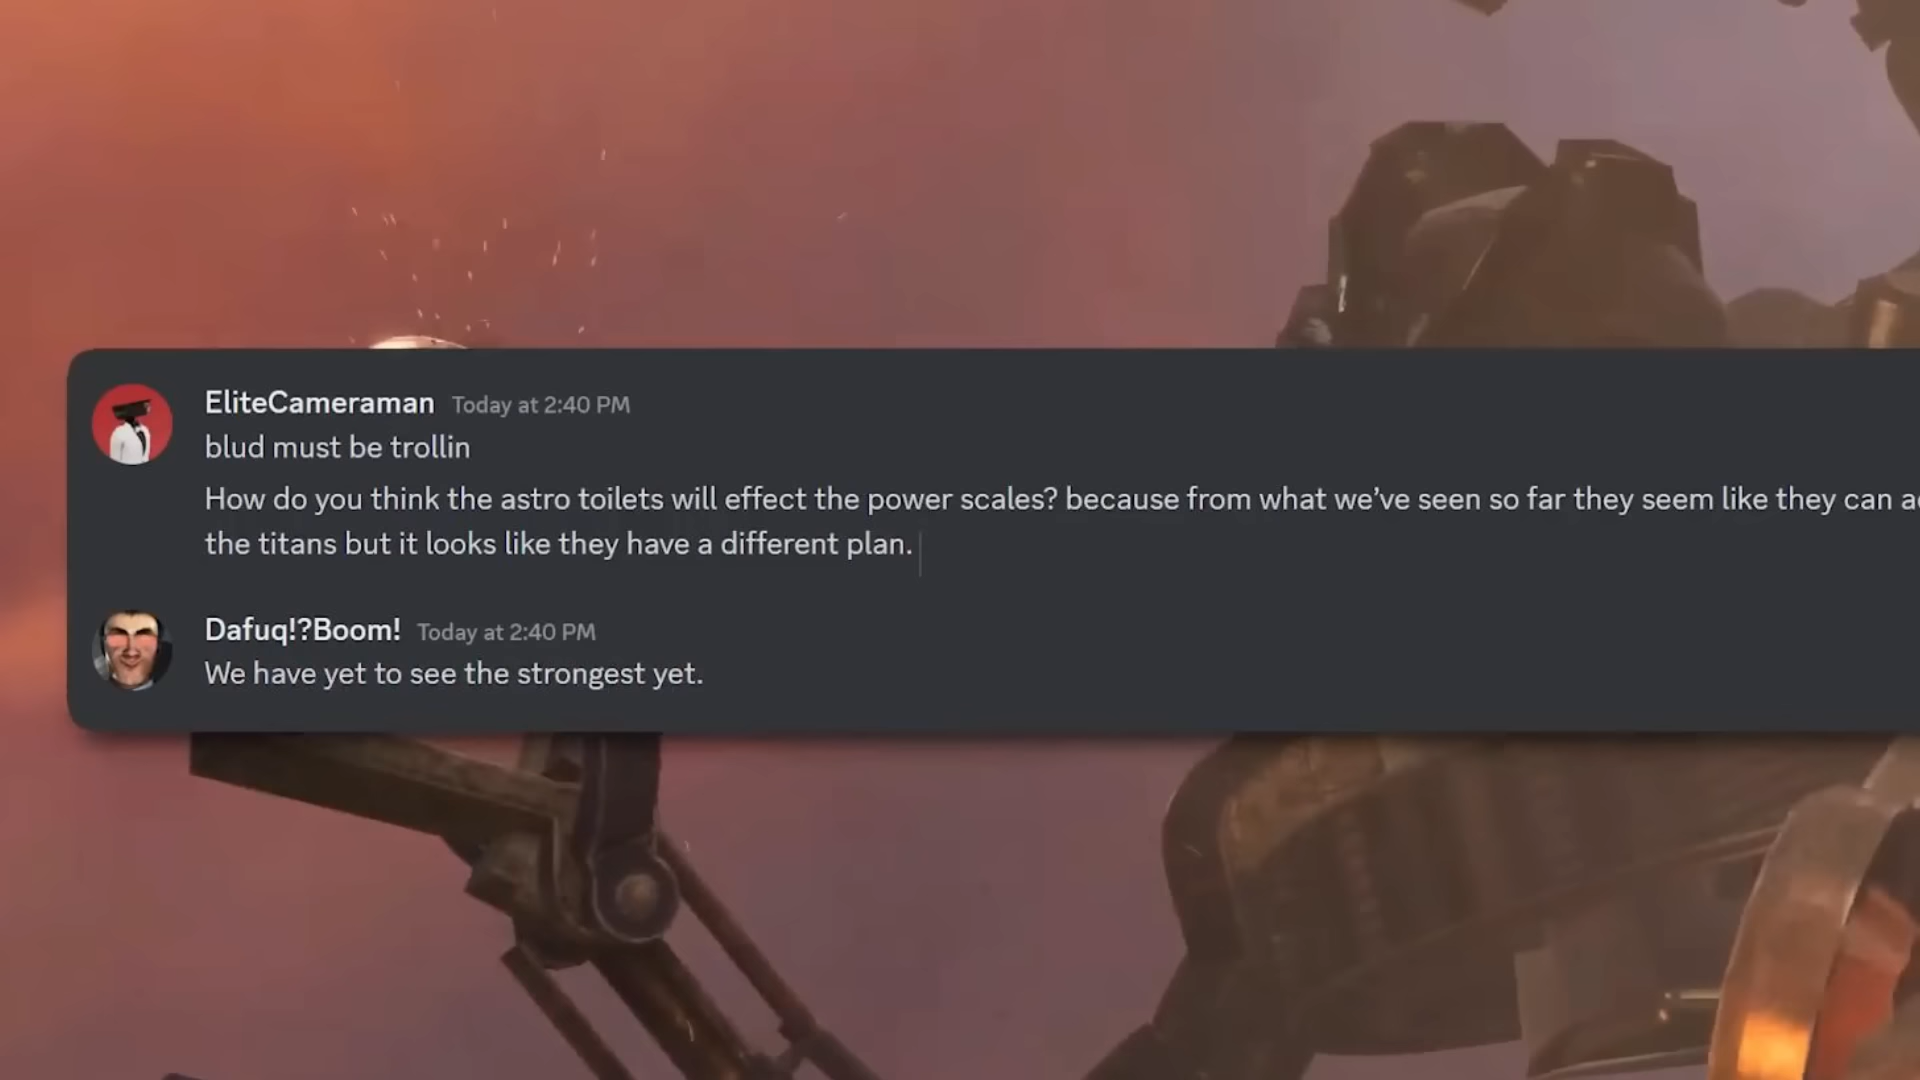 EliteCameraman Today at 2:40 PM
blud must be trollin
How do you think the astro toilets will effect the power scales? because from what we've seen so far they seem like they can
the titans but it looks like they have a different plan.
Dafuq!?Boom! Today at 2:40 PM
We have yet to see the strongest yet.